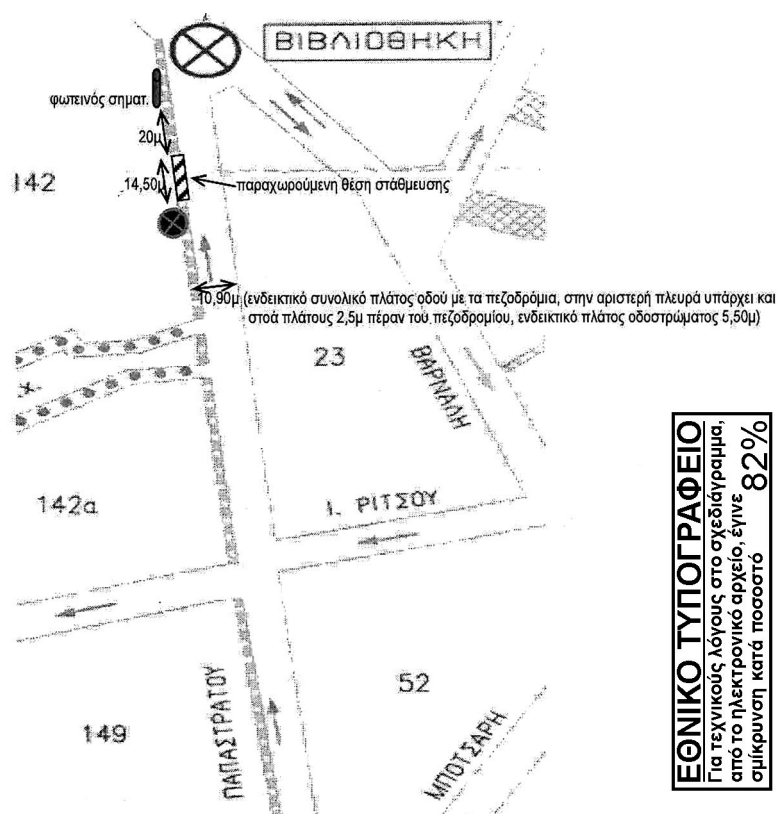 ΒΙΒΛΙΟΘΗΚΗ
φωτεινός σηματ.
20μ
142
14,50μ
παραχωρούμενη θέση στάθμευσης
10,90μ (ενδεικτικό συνολικό πλάτος οδού με τα πεζοδρόμια, στην αριστερή πλευρά υπάρχει και
στοά πλάτους 2,5μ πέραν του πεζοδρομίου, ενδεικτικό πλάτος οδοστρώματος 5,50μ)
23
ΒΑΡΝΑΛΗ
142α
Ι. ΡΙΤΣΟΥ
52
149
ΠΑΠΑΣΤΡΑΤΟΥ
ΜΠΟΤΣΑΡΗ
ΕΘΝΙΚΟ ΤΥΠΟΓΡΑΦΕΙΟ
Για τεχνικούς λόγους στο σχεδιάγραμμα,
από το ηλεκτρονικό αρχείο, έγινε
σμίκρυνση κατά ποσοστό 82%